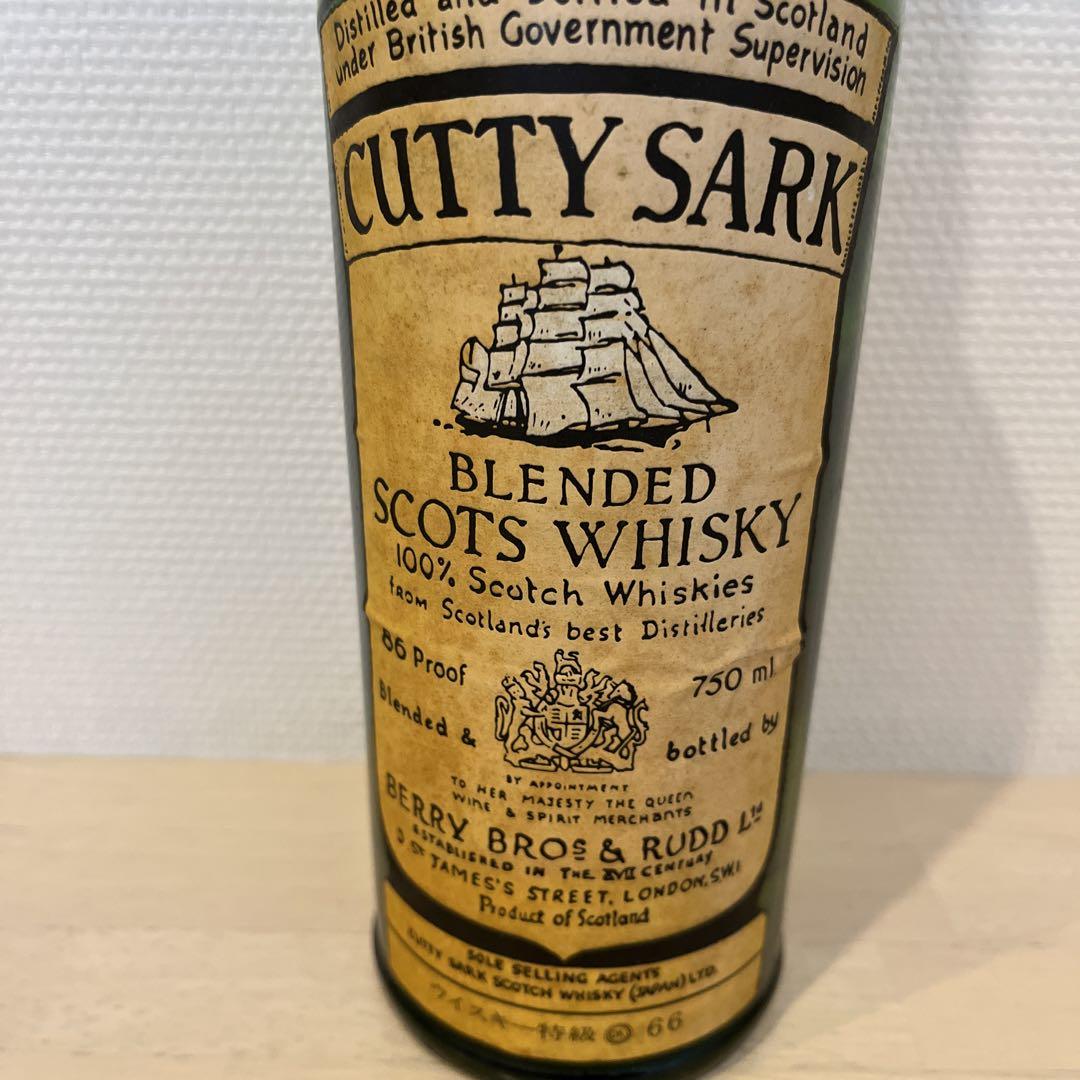 Distilled and Bottled in Scotland
under British Government Supervision
CUTTY SARK
BLENDED
SCOTS WHISKY
100% Scotch Whiskies
FROM Scotland's best Distilleries
86 Proof
750 ml.
Blended &
bottled by
BY APPOINTMENT
TO HER MAJESTY THE QUEEN
WINE & SPIRIT MERCHANTS
BERRY BROS & RUDD LTD
ESTABLISHED IN THE XVII CENTURY
3, ST JAMES'S STREET, LONDON, S.W.1.
Product of Scotland
SOLE SELLING AGENTS
CUTTY SARK SCOTCH WHISKY (JAPAN) LTD.
ウイスキー特級 66